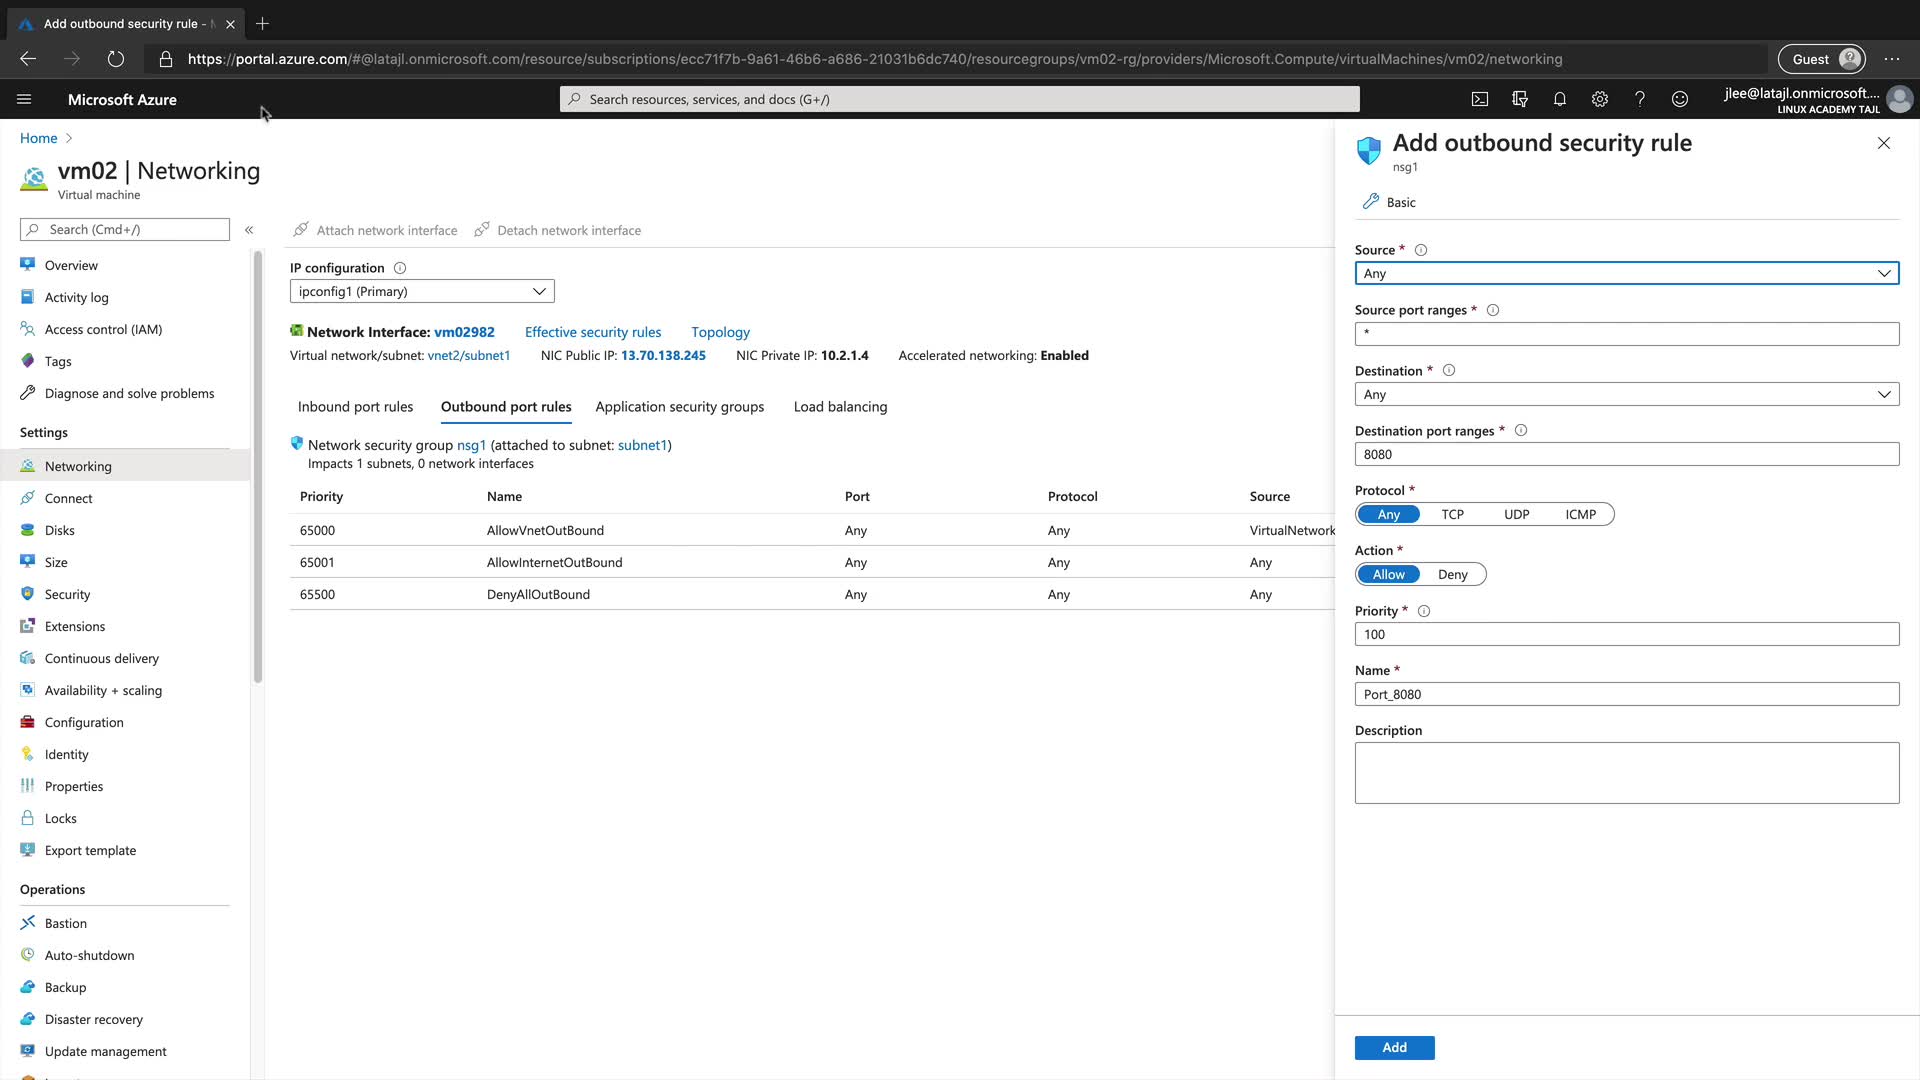 Add outbound security rule -
https://portal.azure.com/#@latajl.onmicrosoft.com/resource/subscriptions/ecc71f7b-9a61-46b6-a686-21031b6dc740/resourcegroups/vm02-rg/providers/Microsoft.Compute/virtualMachines/vm02/networking
Guest
Microsoft Azure
Search resources, services, and docs (G+/)
jlee@latajl.onmicrosoft....
LINUX ACADEMY TAJL
Home
vm02 | Networking
Virtual machine
Search (Cmd+/)
Overview
Activity log
Access control (IAM)
Tags
Diagnose and solve problems
Settings
Networking
Connect
Disks
Size
Security
Extensions
Continuous delivery
Availability + scaling
Configuration
Identity
Properties
Locks
Export template
Operations
Bastion
Auto-shutdown
Backup
Disaster recovery
Update management
Attach network interface Detach network interface
IP configuration
ipconfig1 (Primary)
Network Interface: vm02982 Effective security rules Topology
Virtual network/subnet: vnet2/subnet1 NIC Public IP: 13.70.138.245 NIC Private IP: 10.2.1.4 Accelerated networking: Enabled
Inbound port rules Outbound port rules Application security groups Load balancing
Network security group nsg1 (attached to subnet: subnet1)
Impacts 1 subnets, 0 network interfaces
Priority Name Port Protocol Source
65000 AllowVnetOutBound Any Any VirtualNetwork
65001 AllowInternetOutBound Any Any Any
65500 DenyAllOutBound Any Any Any
Add outbound security rule
nsg1
Basic
Source *
Any
Source port ranges *
*
Destination *
Any
Destination port ranges *
8080
Protocol *
Any TCP UDP ICMP
Action *
Allow Deny
Priority *
100
Name *
Port_8080
Description
Add